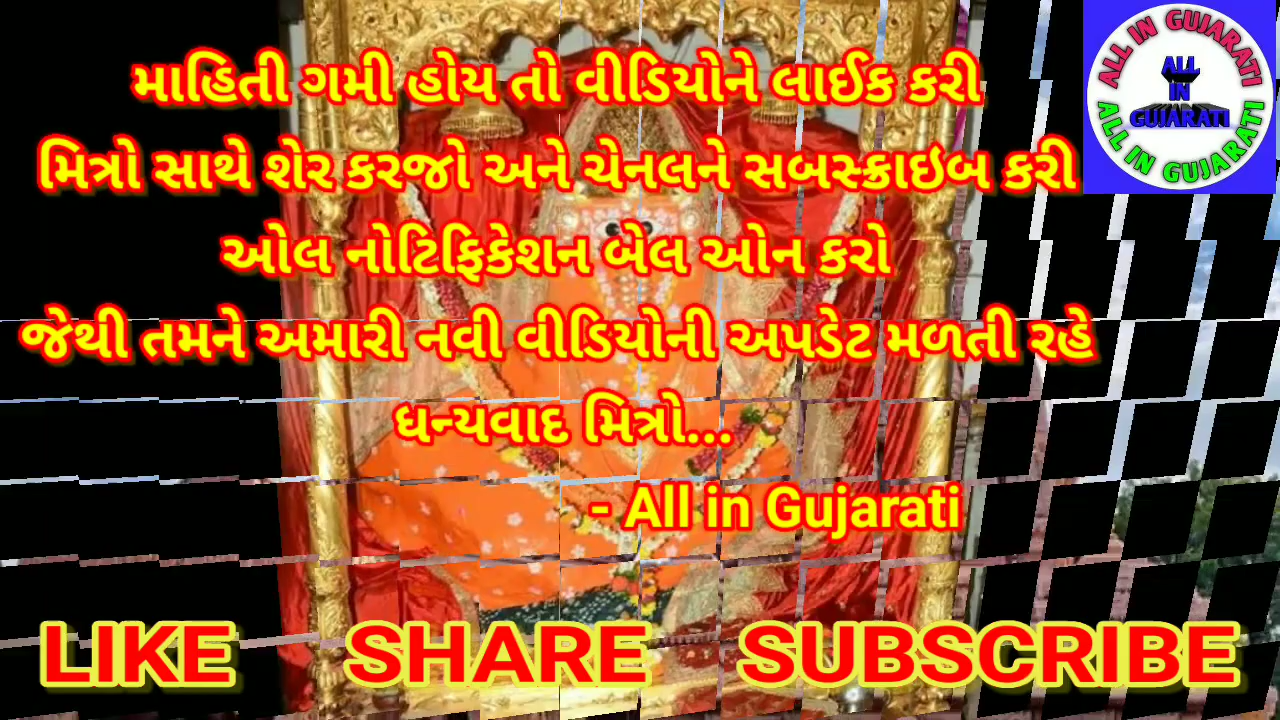 માહિતી ગમી હોય તો વીડિયોને લાઈક કરી
મિત્રો સાથે શેર કરજો અને ચેનલને સબસ્ક્રાઇબ કરી
ઓલ નોટિફિકેશન બેલ ઓન કરો
જેથી તમને અમારી નવી વીડિયોની અપડેટ મળતી રહે
ધન્યવાદ મિત્રો...
- All in Gujarati
LIKE SHARE SUBSCRIBE
ALL IN GUJARATI
ALL
IN
GUJARATI
ALL IN GUJARATI